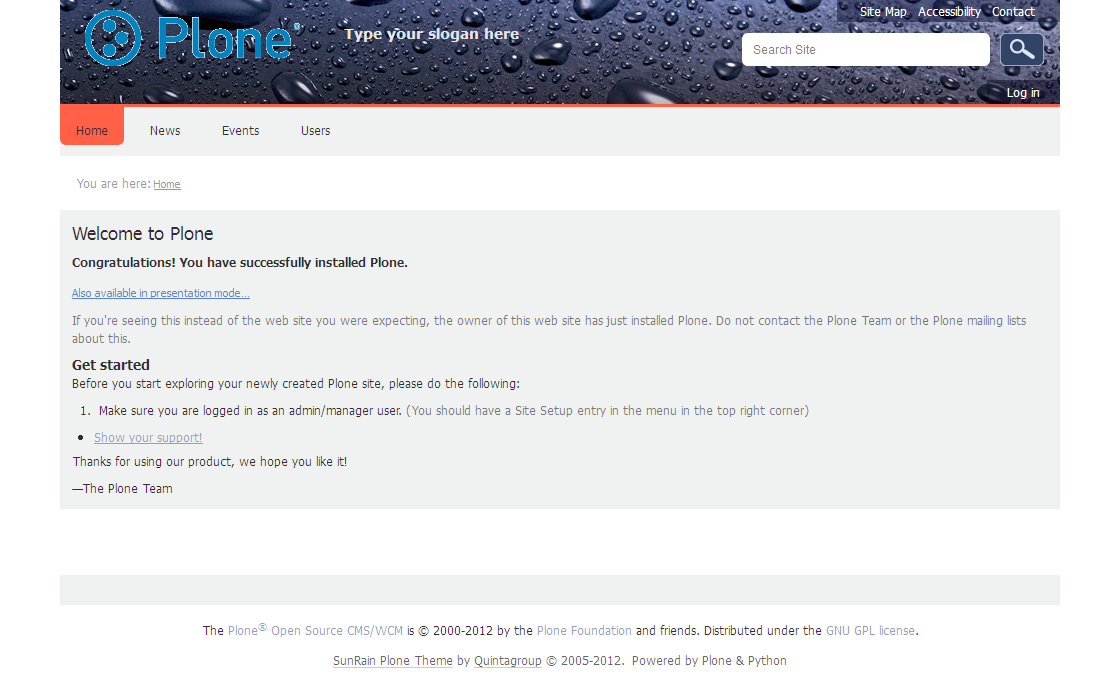 Site Map Accessibility Contact
Plone®
Type your slogan here
Search Site
Log in
Home News Events Users
You are here: Home
Welcome to Plone
Congratulations! You have successfully installed Plone.
Also available in presentation mode...
If you're seeing this instead of the web site you were expecting, the owner of this web site has just installed Plone. Do not contact the Plone Team or the Plone mailing lists
about this.
Get started
Before you start exploring your newly created Plone site, please do the following:
1. Make sure you are logged in as an admin/manager user. (You should have a Site Setup entry in the menu in the top right corner)
• Show your support!
Thanks for using our product, we hope you like it!
—The Plone Team
The Plone® Open Source CMS/WCM is © 2000-2012 by the Plone Foundation and friends. Distributed under the GNU GPL license.
SunRain Plone Theme by Quintagroup © 2005-2012. Powered by Plone & Python